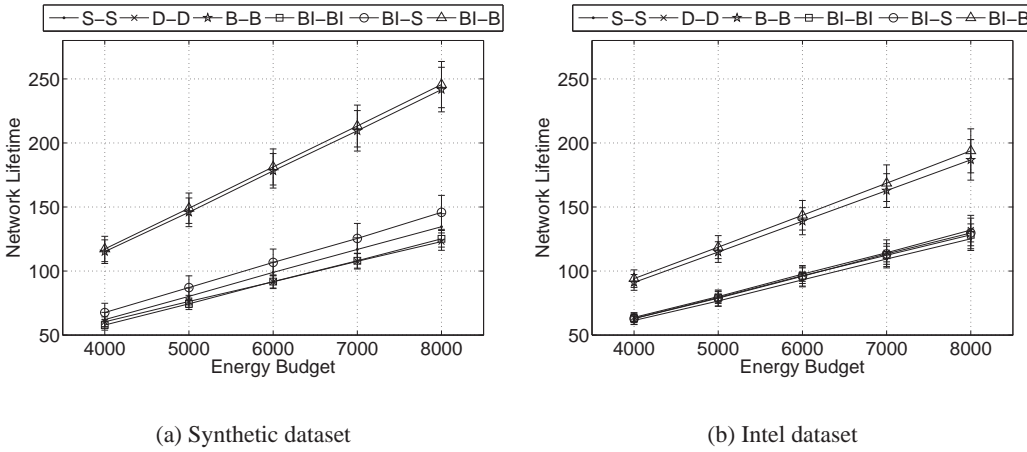 S−S D−D B−B BI−BI BI−S BI−B
250
200
150
100
50
Network Lifetime
4000 5000 6000 7000 8000
Energy Budget
(a) Synthetic dataset
S−S D−D B−B BI−BI BI−S BI−B
250
200
150
100
50
Network Lifetime
4000 5000 6000 7000 8000
Energy Budget
(b) Intel dataset